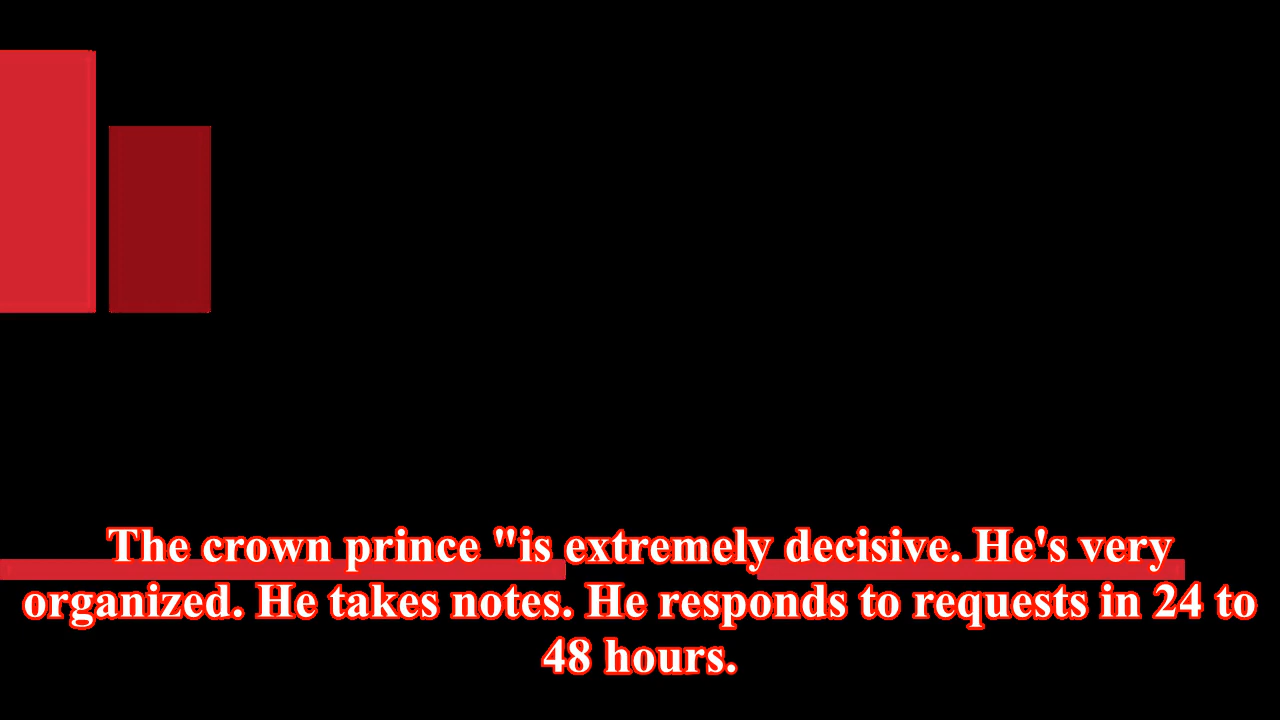 The crown prince "is extremely decisive. He's very
organized. He takes notes. He responds to requests in 24 to
48 hours.